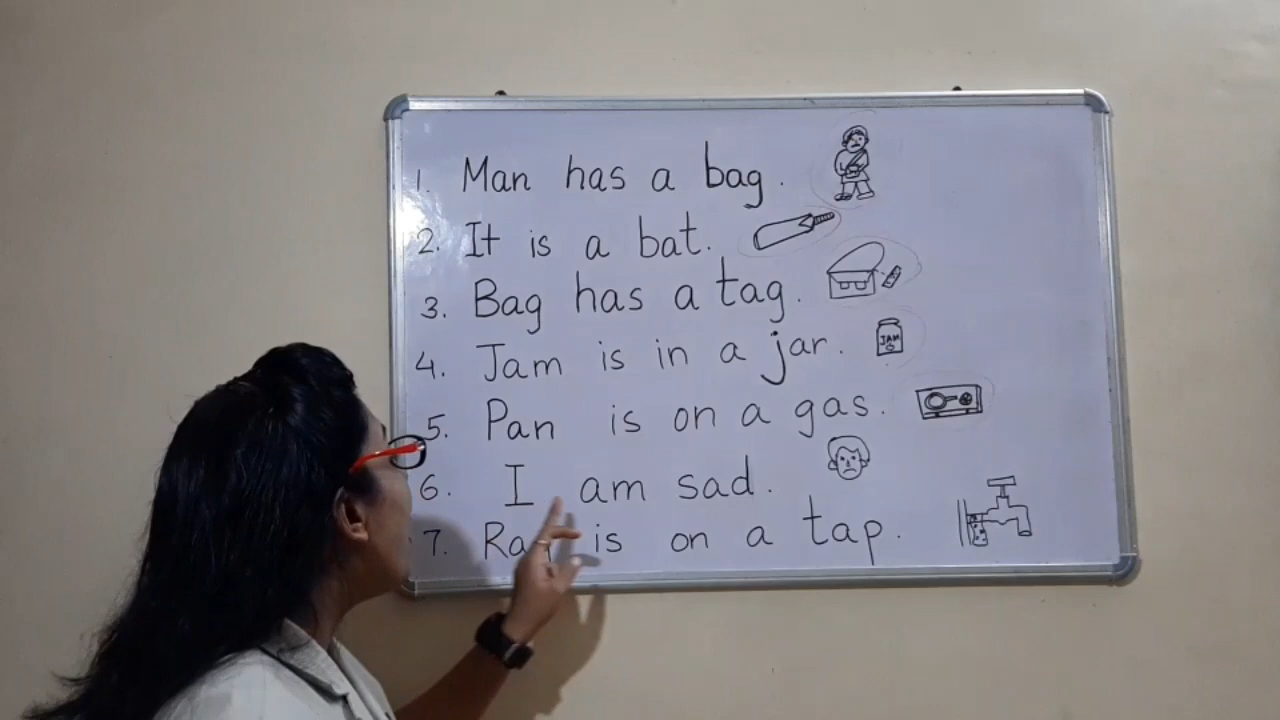 1. Man has a bag.
2. It is a bat.
3. Bag has a tag.
4. Jam is in a jar.
JAM
5. Pan is on a gas.
6. I am sad.
7. is on a tap.